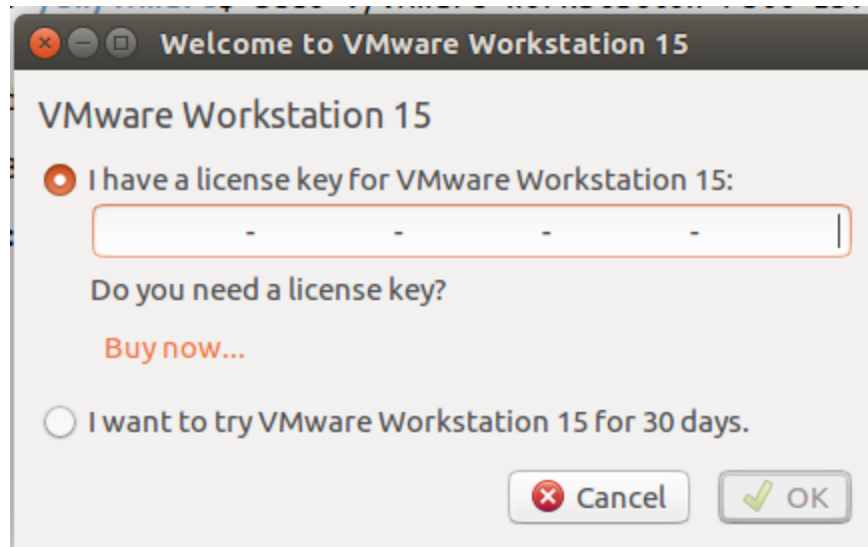 Welcome to VMware Workstation 15
VMware Workstation 15
I have a license key for VMware Workstation 15:
- - - -
Do you need a license key?
Buy now...
I want to try VMware Workstation 15 for 30 days.
Cancel OK